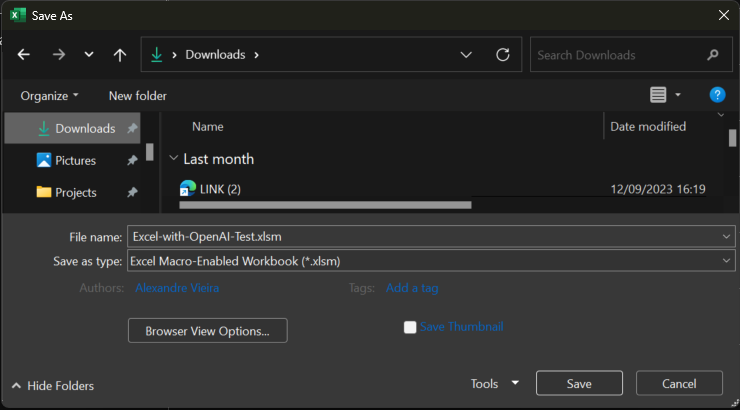 Save As
Downloads
Search Downloads
Organize
New folder
Downloads
Pictures
Projects
Name
Date modified
Last month
LINK (2)
12/09/2023 16:19
File name:
Excel-with-OpenAI-Test.xlsm
Save as type:
Excel Macro-Enabled Workbook (*.xlsm)
Authors:
Alexandre Vieira
Tags:
Add a tag
Browser View Options...
Save Thumbnail
Hide Folders
Tools
Save
Cancel